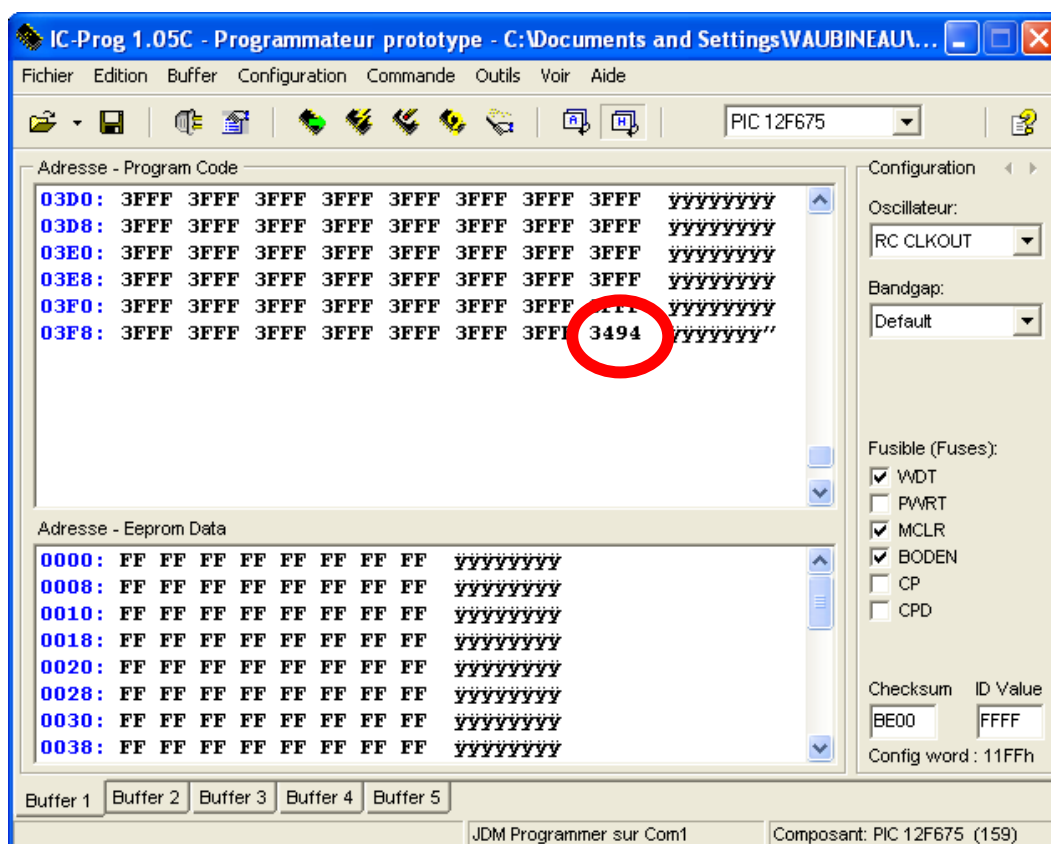 IC-Prog 1.05C - Programmateur prototype - C:\Documents and Settings\VAUBINEAU\...
Fichier Edition Buffer Configuration Commande Outils Voir Aide
PIC 12F675
Adresse - Program Code
03D0: 3FFF 3FFF 3FFF 3FFF 3FFF 3FFF 3FFF 3FFF ÿÿÿÿÿÿÿÿ
03D8: 3FFF 3FFF 3FFF 3FFF 3FFF 3FFF 3FFF 3FFF ÿÿÿÿÿÿÿÿ
03E0: 3FFF 3FFF 3FFF 3FFF 3FFF 3FFF 3FFF 3FFF ÿÿÿÿÿÿÿÿ
03E8: 3FFF 3FFF 3FFF 3FFF 3FFF 3FFF 3FFF 3FFF ÿÿÿÿÿÿÿÿ
03F0: 3FFF 3FFF 3FFF 3FFF 3FFF 3FFF 3FFF 3FFF ÿÿÿÿÿÿÿÿ
03F8: 3FFF 3FFF 3FFF 3FFF 3FFF 3FFF 3FFF 3494 ÿÿÿÿÿÿÿ”
Adresse - Eeprom Data
0000: FF FF FF FF FF FF FF FF ÿÿÿÿÿÿÿÿ
0008: FF FF FF FF FF FF FF FF ÿÿÿÿÿÿÿÿ
0010: FF FF FF FF FF FF FF FF ÿÿÿÿÿÿÿÿ
0018: FF FF FF FF FF FF FF FF ÿÿÿÿÿÿÿÿ
0020: FF FF FF FF FF FF FF FF ÿÿÿÿÿÿÿÿ
0028: FF FF FF FF FF FF FF FF ÿÿÿÿÿÿÿÿ
0030: FF FF FF FF FF FF FF FF ÿÿÿÿÿÿÿÿ
0038: FF FF FF FF FF FF FF FF ÿÿÿÿÿÿÿÿ
Configuration
Oscillateur:
RC CLKOUT
Bandgap:
Default
Fusible (Fuses):
WDT
PWRT
MCLR
BODEN
CP
CPD
Checksum ID Value
BE00 FFFF
Config word : 11FFh
Buffer 1 Buffer 2 Buffer 3 Buffer 4 Buffer 5
JDM Programmer sur Com1 Composant: PIC 12F675 (159)